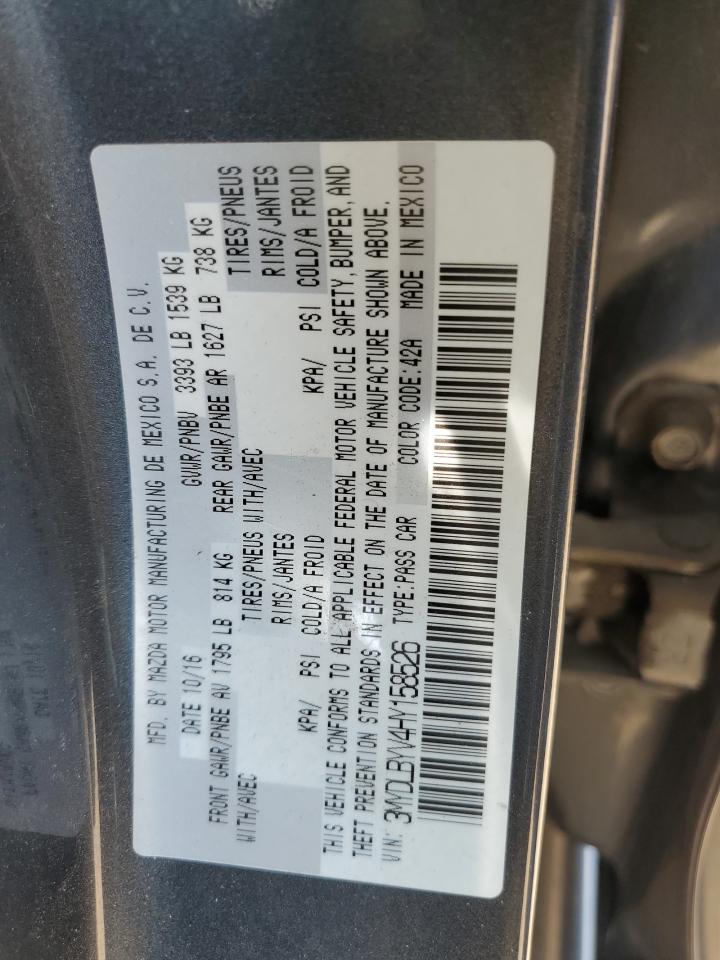 MFD. BY MAZDA MOTOR MANUFACTURING DE MEXICO S.A. DE C.V.
DATE 10/16 GVWR/PNBV 3393 LB 1539 KG
FRONT GAWR/PNBE AV 1795 LB 814 KG REAR GAWR/PNBE AR 1627 LB 738 KG
WITH/AVEC TIRES/PNEUS WITH/AVEC TIRES/PNEUS
RIMS/JANTES RIMS/JANTES
KPA/ PSI COLD/A FROID KPA/ PSI COLD/A FROID
THIS VEHICLE CONFORMS TO ALL APPLICABLE FEDERAL MOTOR VEHICLE SAFETY, BUMPER, AND
THEFT PREVENTION STANDARDS IN EFFECT ON THE DATE OF MANUFACTURE SHOWN ABOVE.
VIN: 3MYDLBYV4HY158526 TYPE:PASS CAR COLOR CODE:42A MADE IN MEXICO